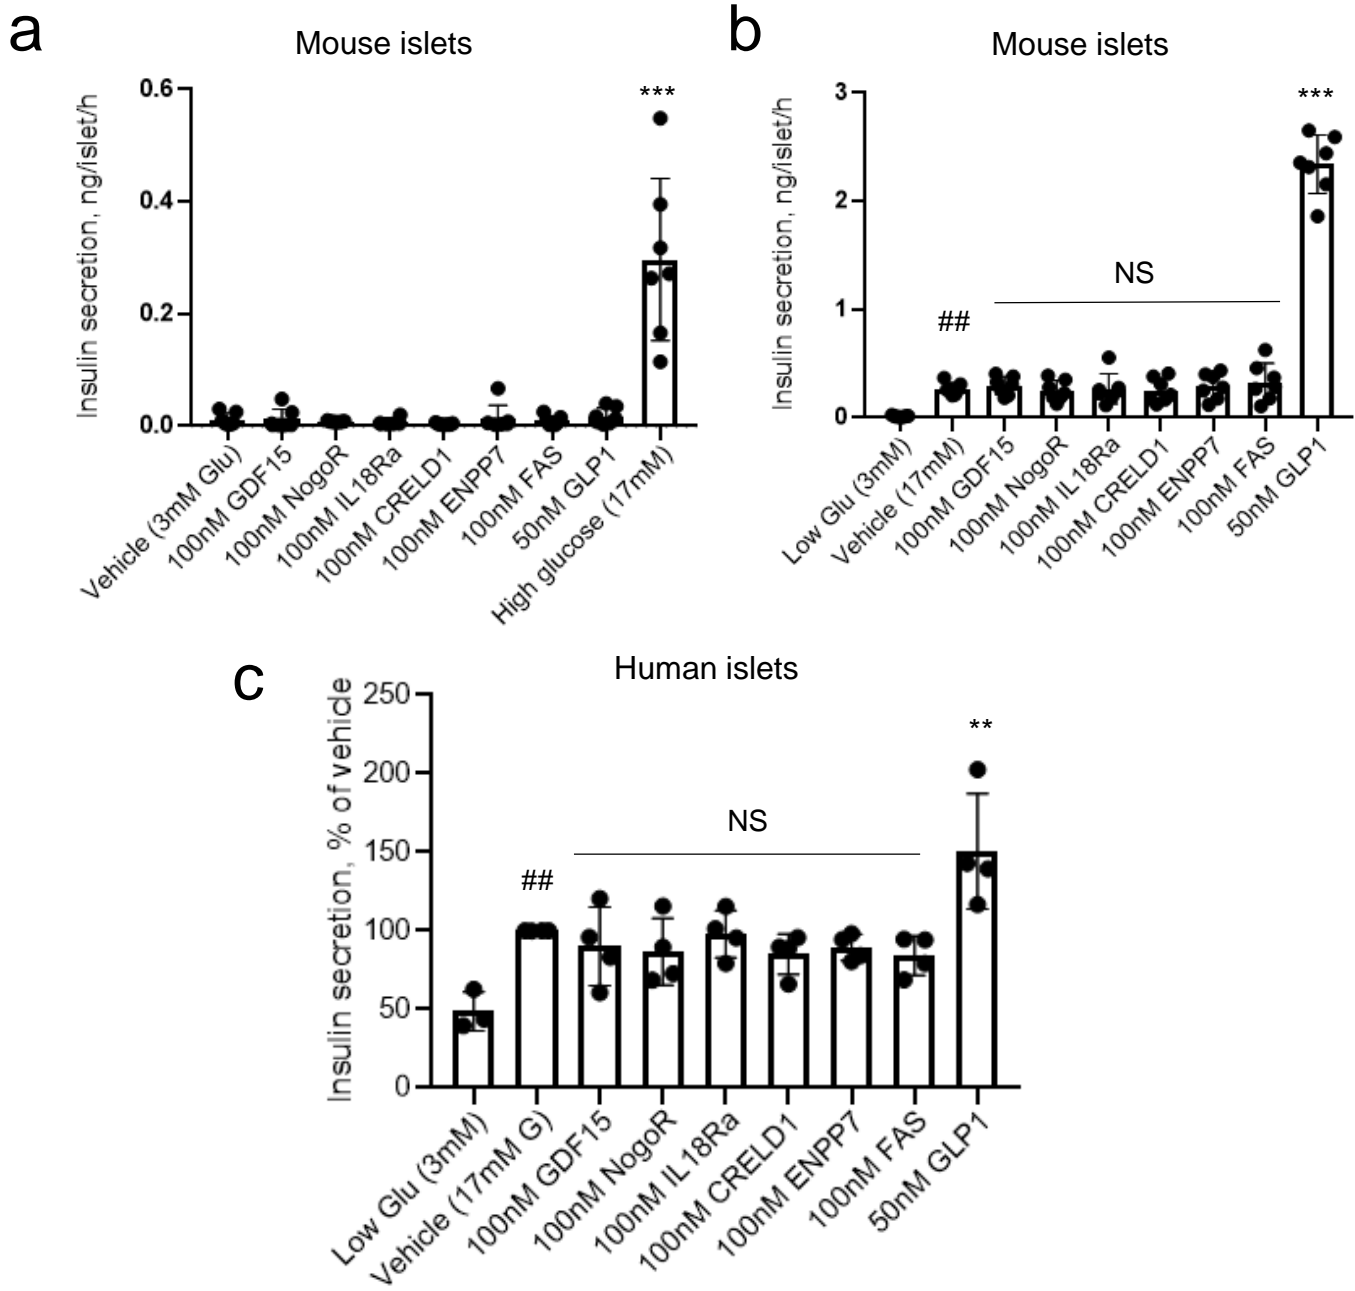 a
Mouse islets
Insulin secretion, ng/islet/h
0.6
0.4
0.2
0.0
***
Vehicle (3mM Glu)
100nM GDF15
100nM NogoR
100nM IL18Ra
100nM CRELD1
100nM ENPP7
100nM FAS
50nM GLP1
High glucose (17mM)
b
Mouse islets
Insulin secretion, ng/islet/h
3
2
1
0
##
NS
***
Low Glu (3mM)
Vehicle (17mM)
100nM GDF15
100nM NogoR
100nM IL18Ra
100nM CRELD1
100nM ENPP7
100nM FAS
50nM GLP1
c
Human islets
Insulin secretion, % of vehicle
250
200
150
100
50
0
##
NS
**
Low Glu (3mM)
Vehicle (17mM G)
100nM GDF15
100nM NogoR
100nM IL18Ra
100nM CRELD1
100nM ENPP7
100nM FAS
50nM GLP1